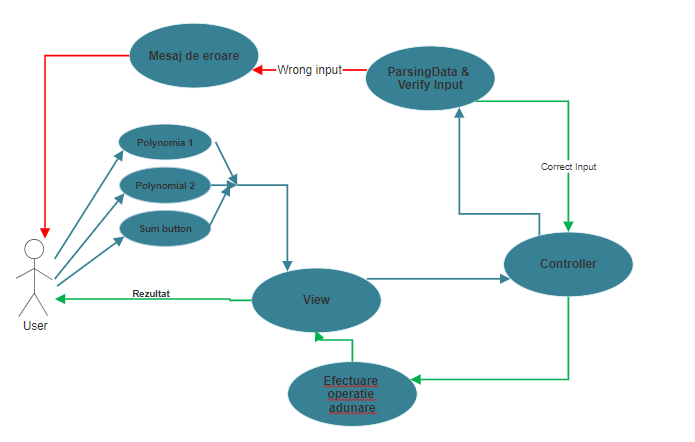 Mesaj de eroare
Wrong input
ParsingData &
Verify Input
Polynomia 1
Polynomial 2
Sum button
Correct Input
Controller
View
Rezultat
User
Efectuare
operatie
adunare